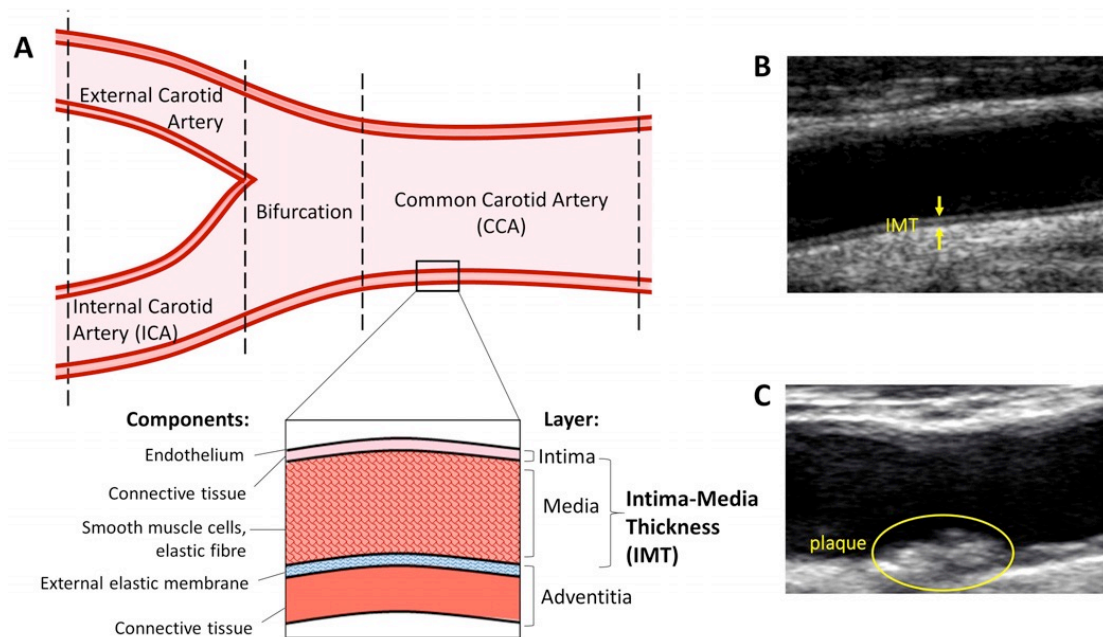 A
External Carotid
Artery
Bifurcation
Common Carotid Artery
(CCA)
Internal Carotid
Artery (ICA)
Components:
Endothelium
Connective tissue
Smooth muscle cells,
elastic fibre
External elastic membrane
Connective tissue
Layer:
Intima
Media
Adventitia
Intima-Media
Thickness
(IMT)
B
IMT
C
plaque